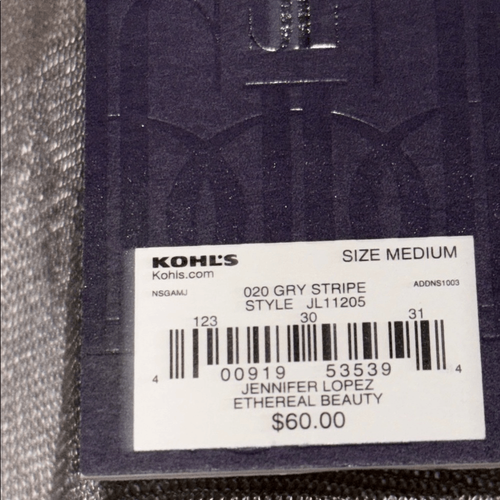 JL
KOHL'S SIZE MEDIUM
Kohls.com
NSGAMJ 020 GRY STRIPE ADDNS1003
STYLE JL11205
123 30 31
4 00919 53539 4
JENNIFER LOPEZ
ETHEREAL BEAUTY
$60.00